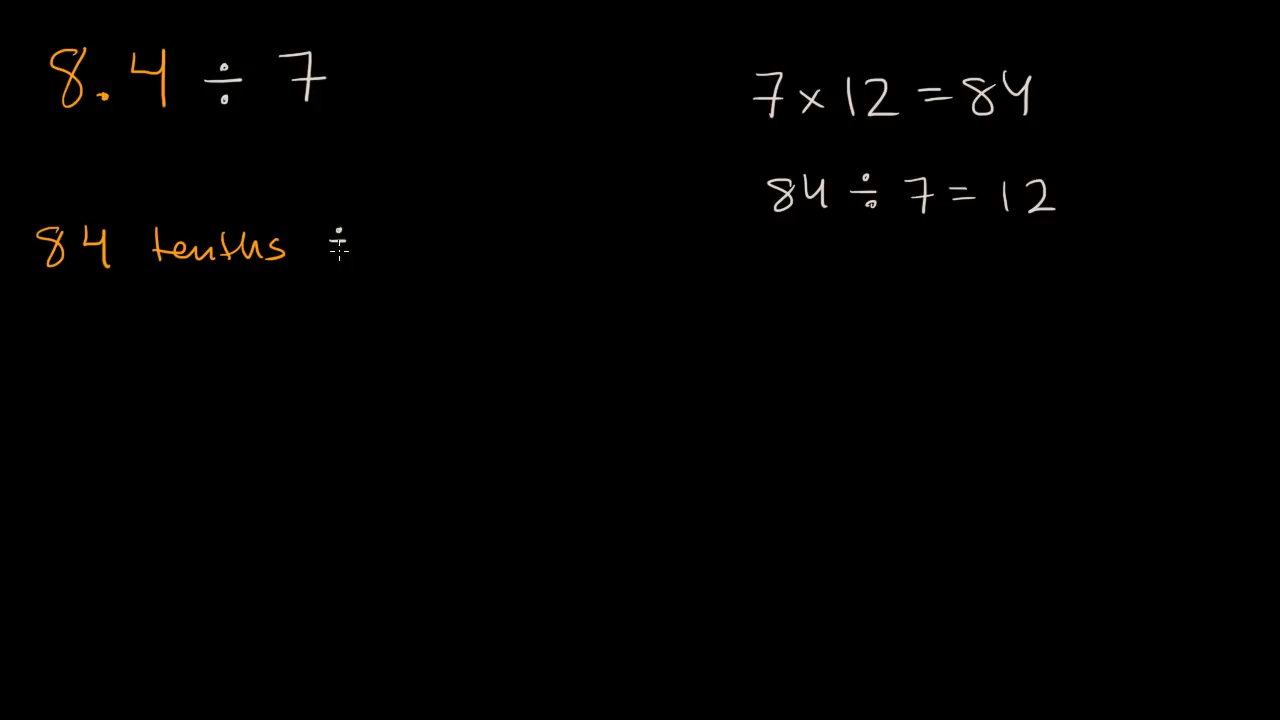 8.4 ÷ 7
7 × 12 = 84
84 ÷ 7 = 12
84 tenths ÷